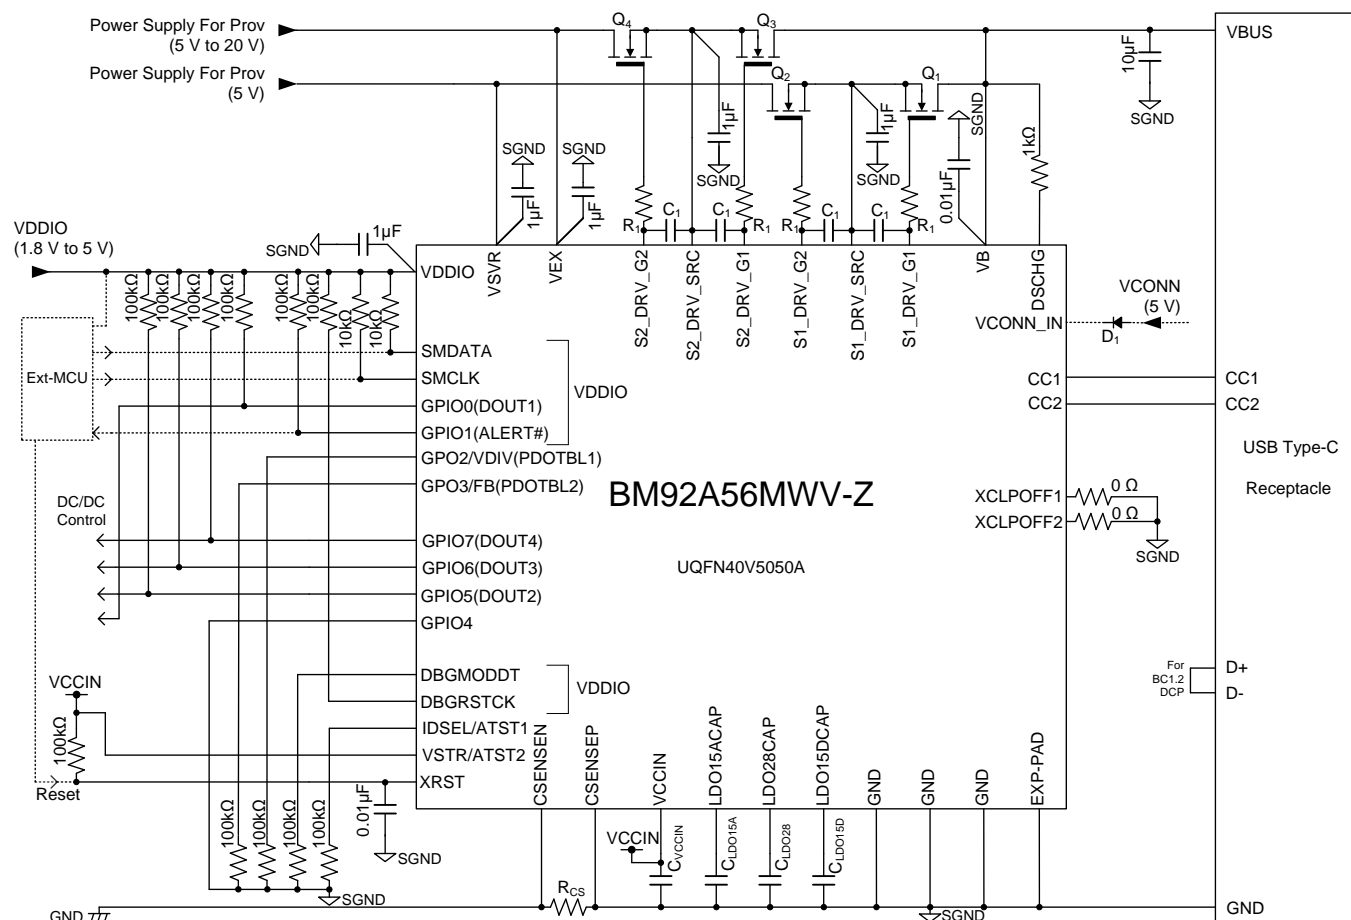 Power Supply For Prov
(5 V to 20 V)
Power Supply For Prov
(5 V)
Q4
Q3
Q2
Q1
VBUS
10µF
SGND
1µF
SGND
1µF
SGND
SGND
0.01µF
1kΩ
SGND
1µF
SGND
1µF
R1
C1
C1
R1
R1
C1
C1
R1
VDDIO
(1.8 V to 5 V)
SGND
1µF
VDDIO
VSVR
VEX
S2_DRV_G2
S2_DRV_SRC
S2_DRV_G1
S1_DRV_G2
S1_DRV_SRC
S1_DRV_G1
VB
DSCHG
100kΩ
100kΩ
100kΩ
100kΩ
100kΩ
100kΩ
10kΩ
10kΩ
VCONN
(5 V)
VCONN_IN
D1
Ext-MCU
SMDATA
SMCLK
GPIO0(DOUT1)
GPIO1(ALERT#)
VDDIO
GPO2/VDIV(PDOTBL1)
GPO3/FB(PDOTBL2)
CC1
CC2
CC1
CC2
USB Type-C
Receptacle
BM92A56MWV-Z
UQFN40V5050A
XCLPOFF1
0 Ω
XCLPOFF2
0 Ω
SGND
DC/DC
Control
GPIO7(DOUT4)
GPIO6(DOUT3)
GPIO5(DOUT2)
GPIO4
DBGMODDT
DBGRSTCK
VDDIO
IDSEL/ATST1
VSTR/ATST2
XRST
VCCIN
100kΩ
Reset
For
BC1.2
DCP
D+
D-
CSENSEN
CSENSEP
VCCIN
LDO15ACAP
LDO28CAP
LDO15DCAP
GND
GND
GND
EXP-PAD
100kΩ
100kΩ
100kΩ
100kΩ
0.01µF
SGND
SGND
VCCIN
CVCCIN
CLDO15A
CLDO28
CLDO15D
RCS
GND
SGND
GND